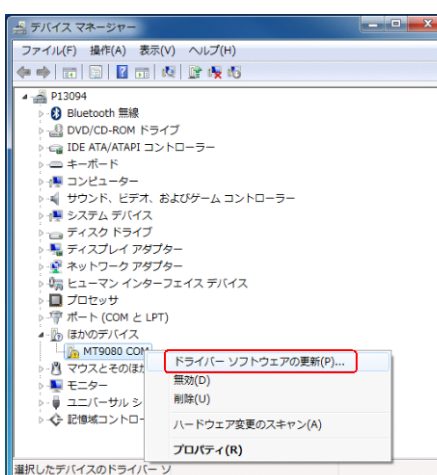 デバイス マネージャー
ファイル(F) 操作(A) 表示(V) ヘルプ(H)
P13094
Bluetooth 無線
DVD/CD-ROM ドライブ
IDE ATA/ATAPI コントローラー
キーボード
コンピューター
サウンド、ビデオ、およびゲーム コントローラー
システム デバイス
ディスク ドライブ
ディスプレイ アダプター
ネットワーク アダプター
ヒューマン インターフェイス デバイス
プロセッサ
ポート (COM と LPT)
ほかのデバイス
MT9080 COM
ドライバー ソフトウェアの更新(P)...
マウスとそのほ
無効(D)
モニター
削除(U)
ユニバーサル シ
記憶域コントロー
ハードウェア変更のスキャン(A)
プロパティ(R)
選択したデバイスのドライバー ソ